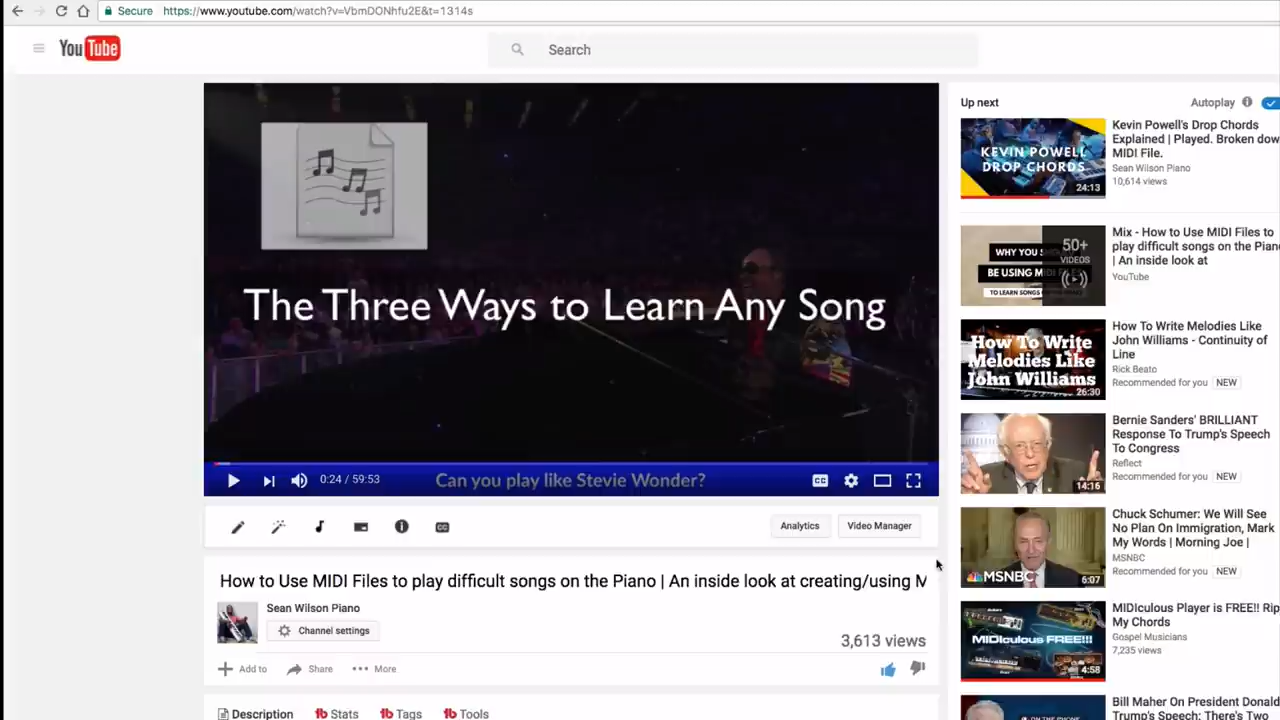 Secure https://www.youtube.com/watch?v=VbmDONhfu2E&t=1314s
YouTube
Search
The Three Ways to Learn Any Song
0:24 / 59:53
Can you play like Stevie Wonder?
CC
Analytics
Video Manager
CC
How to Use MIDI Files to play difficult songs on the Piano | An inside look at creating/using M
Sean Wilson Piano
Channel settings
3,613 views
Add to
Share
More
Description
tb Stats
tb Tags
tb Tools
Up next
Autoplay
KEVIN POWELL
DROP CHORDS
24:13
Kevin Powell's Drop Chords
Explained | Played. Broken dow
MIDI File.
Sean Wilson Piano
10,614 views
WHY YOU
BE USING
TO LEARN SONGS
50+
VIDEOS
Mix - How to Use MIDI Files to
play difficult songs on the Pian
| An inside look at
YouTube
How To Write
Melodies Like
John Williams
26:30
How To Write Melodies Like
John Williams - Continuity of
Line
Rick Beato
Recommended for you NEW
14:16
Bernie Sanders' BRILLIANT
Response To Trump's Speech
To Congress
Reflect
Recommended for you NEW
MSNBC
6:07
Chuck Schumer: We Will See
No Plan On Immigration, Mark
My Words | Morning Joe |
MSNBC
Recommended for you NEW
MIDIculous FREE!!!
4:58
MIDIculous Player is FREE!! Rip
My Chords
Gospel Musicians
7,235 views
ON THE PHONE
Bill Maher On President Donald
Trump's Speech: There's Two